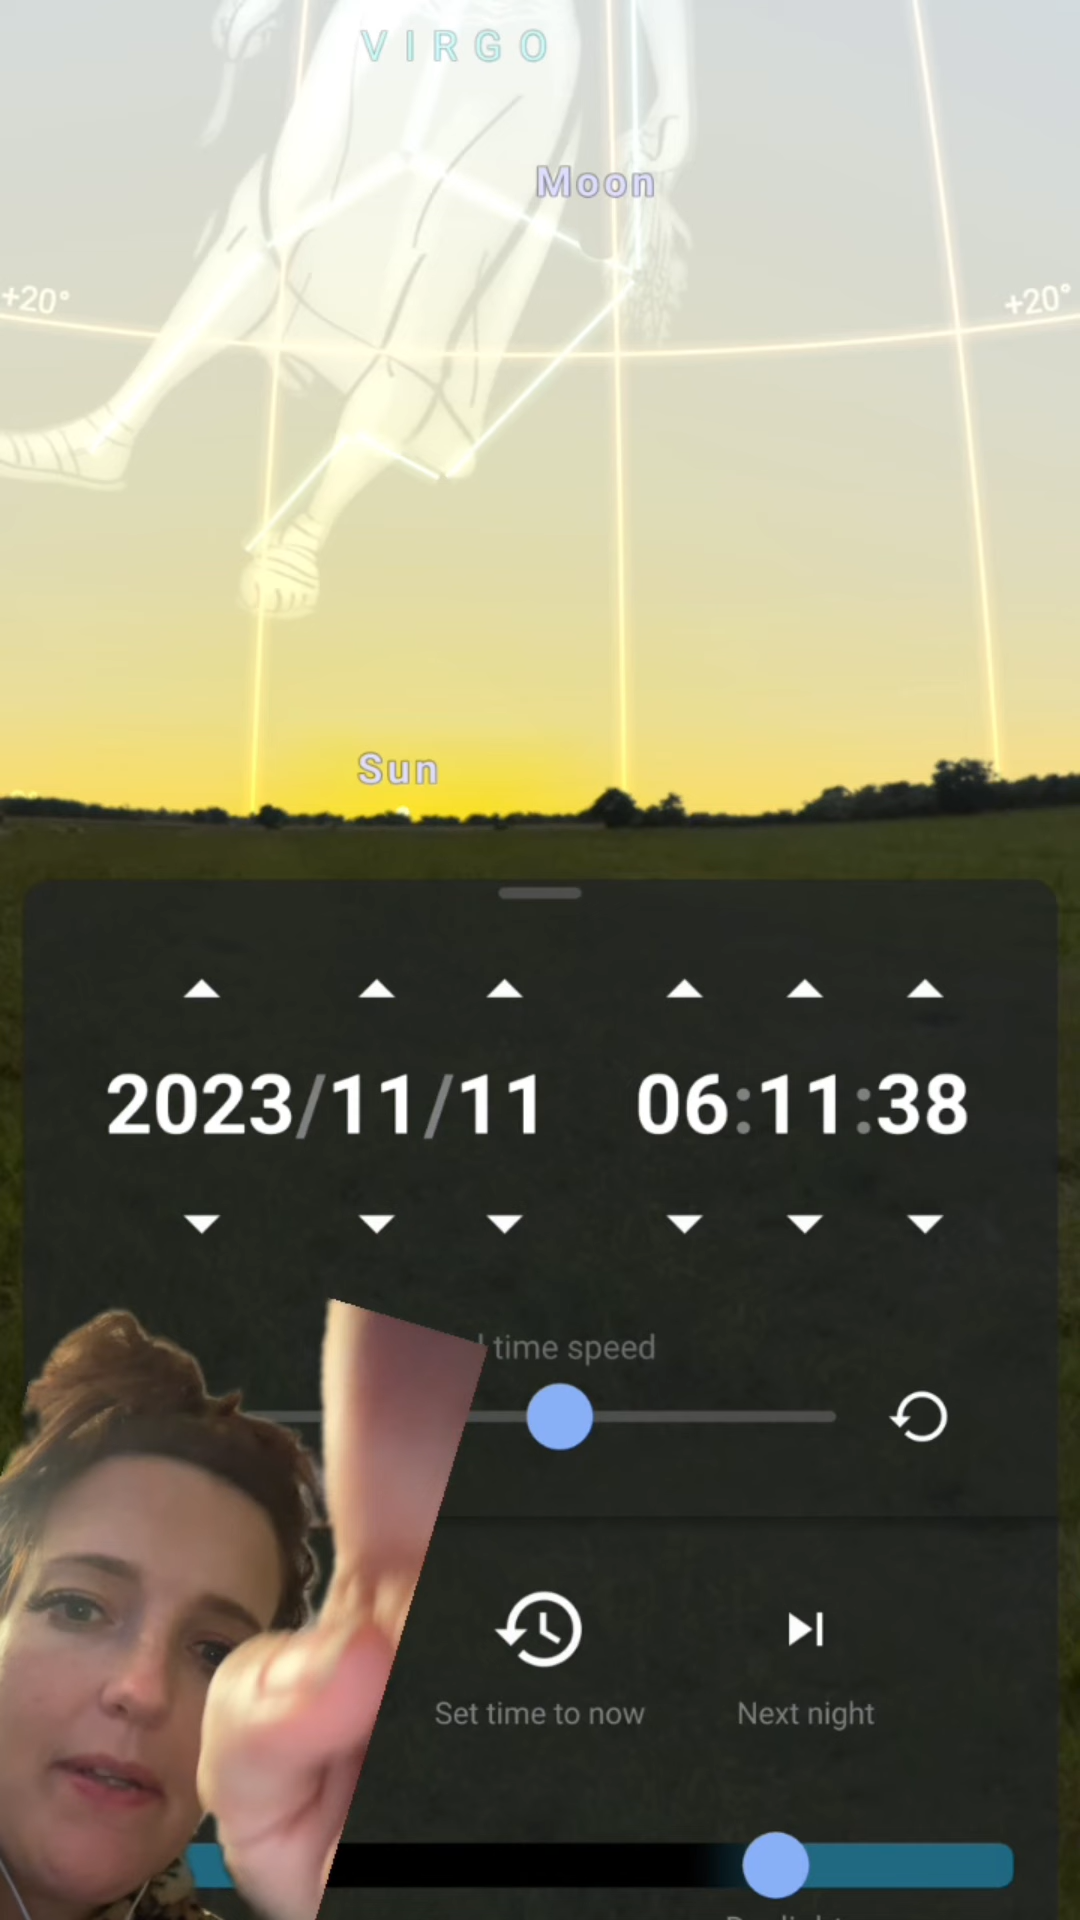 VIRGO
Moon
+20°
+20°
Sun
2023/11/11 06:11:38
time speed
Set time to now
Next night